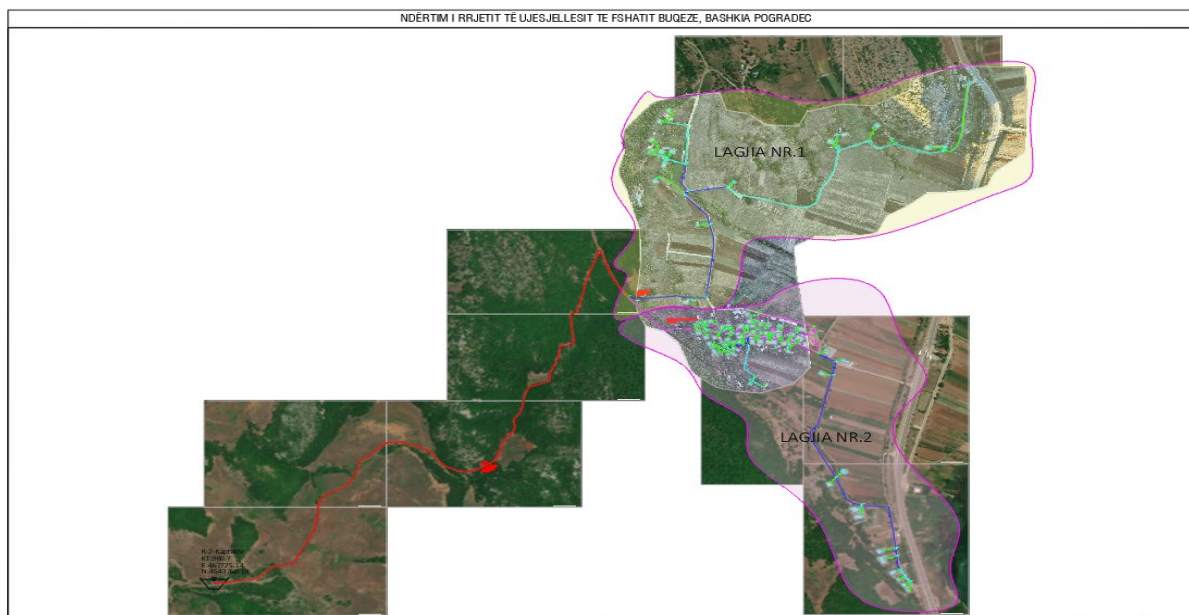 NDËRTIM I RRJETIT TË UJESJELLESIT TE FSHATIT BUQEZE, BASHKIA POGRADEC
LAGJIA NR.1
LAGJIA NR.2